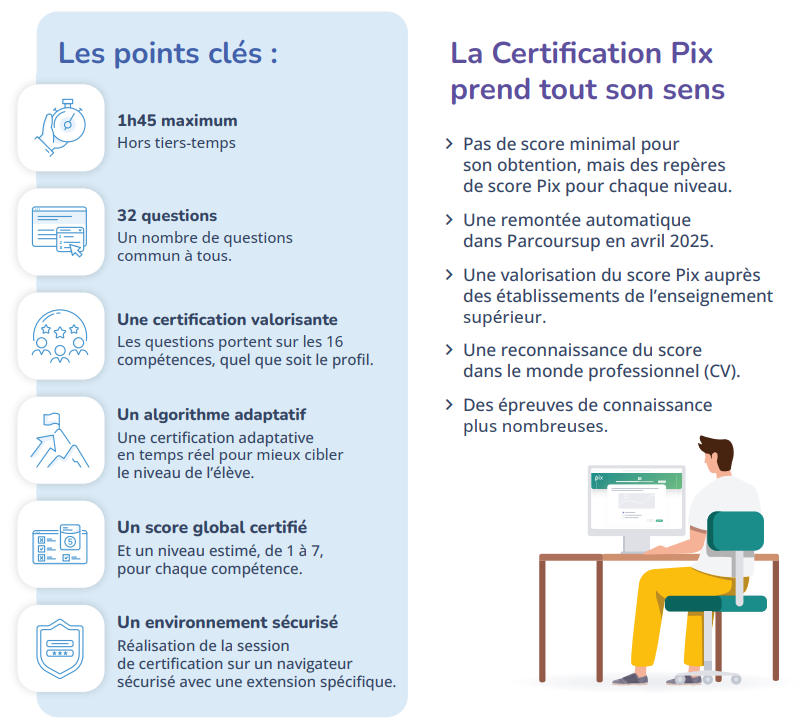 Les points clés :
1h45 maximum
Hors tiers-temps
32 questions
Un nombre de questions
commun à tous.
Une certification valorisante
Les questions portent sur les 16
compétences, quel que soit le profil.
Un algorithme adaptatif
Une certification adaptative
en temps réel pour mieux cibler
le niveau de l'élève.
Un score global certifié
Et un niveau estimé, de 1 à 7,
pour chaque compétence.
Un environnement sécurisé
Réalisation de la session
de certification sur un navigateur
sécurisé avec une extension spécifique.
La Certification Pix
prend tout son sens
Pas de score minimal pour
son obtention, mais des repères
de score Pix pour chaque niveau.
Une remontée automatique
dans Parcoursup en avril 2025.
Une valorisation du score Pix auprès
des établissements de l'enseignement
supérieur.
Une reconnaissance du score
dans le monde professionnel (CV).
Des épreuves de connaissance
plus nombreuses.
pix